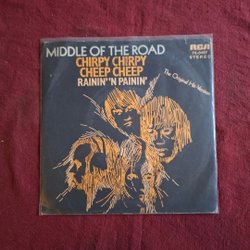 MIDDLE OF THE ROAD
RCA
STEREO
CHIRPY CHIRPY
CHEEP CHEEP
RAININ' 'N PAININ'
The Original Hit-Version